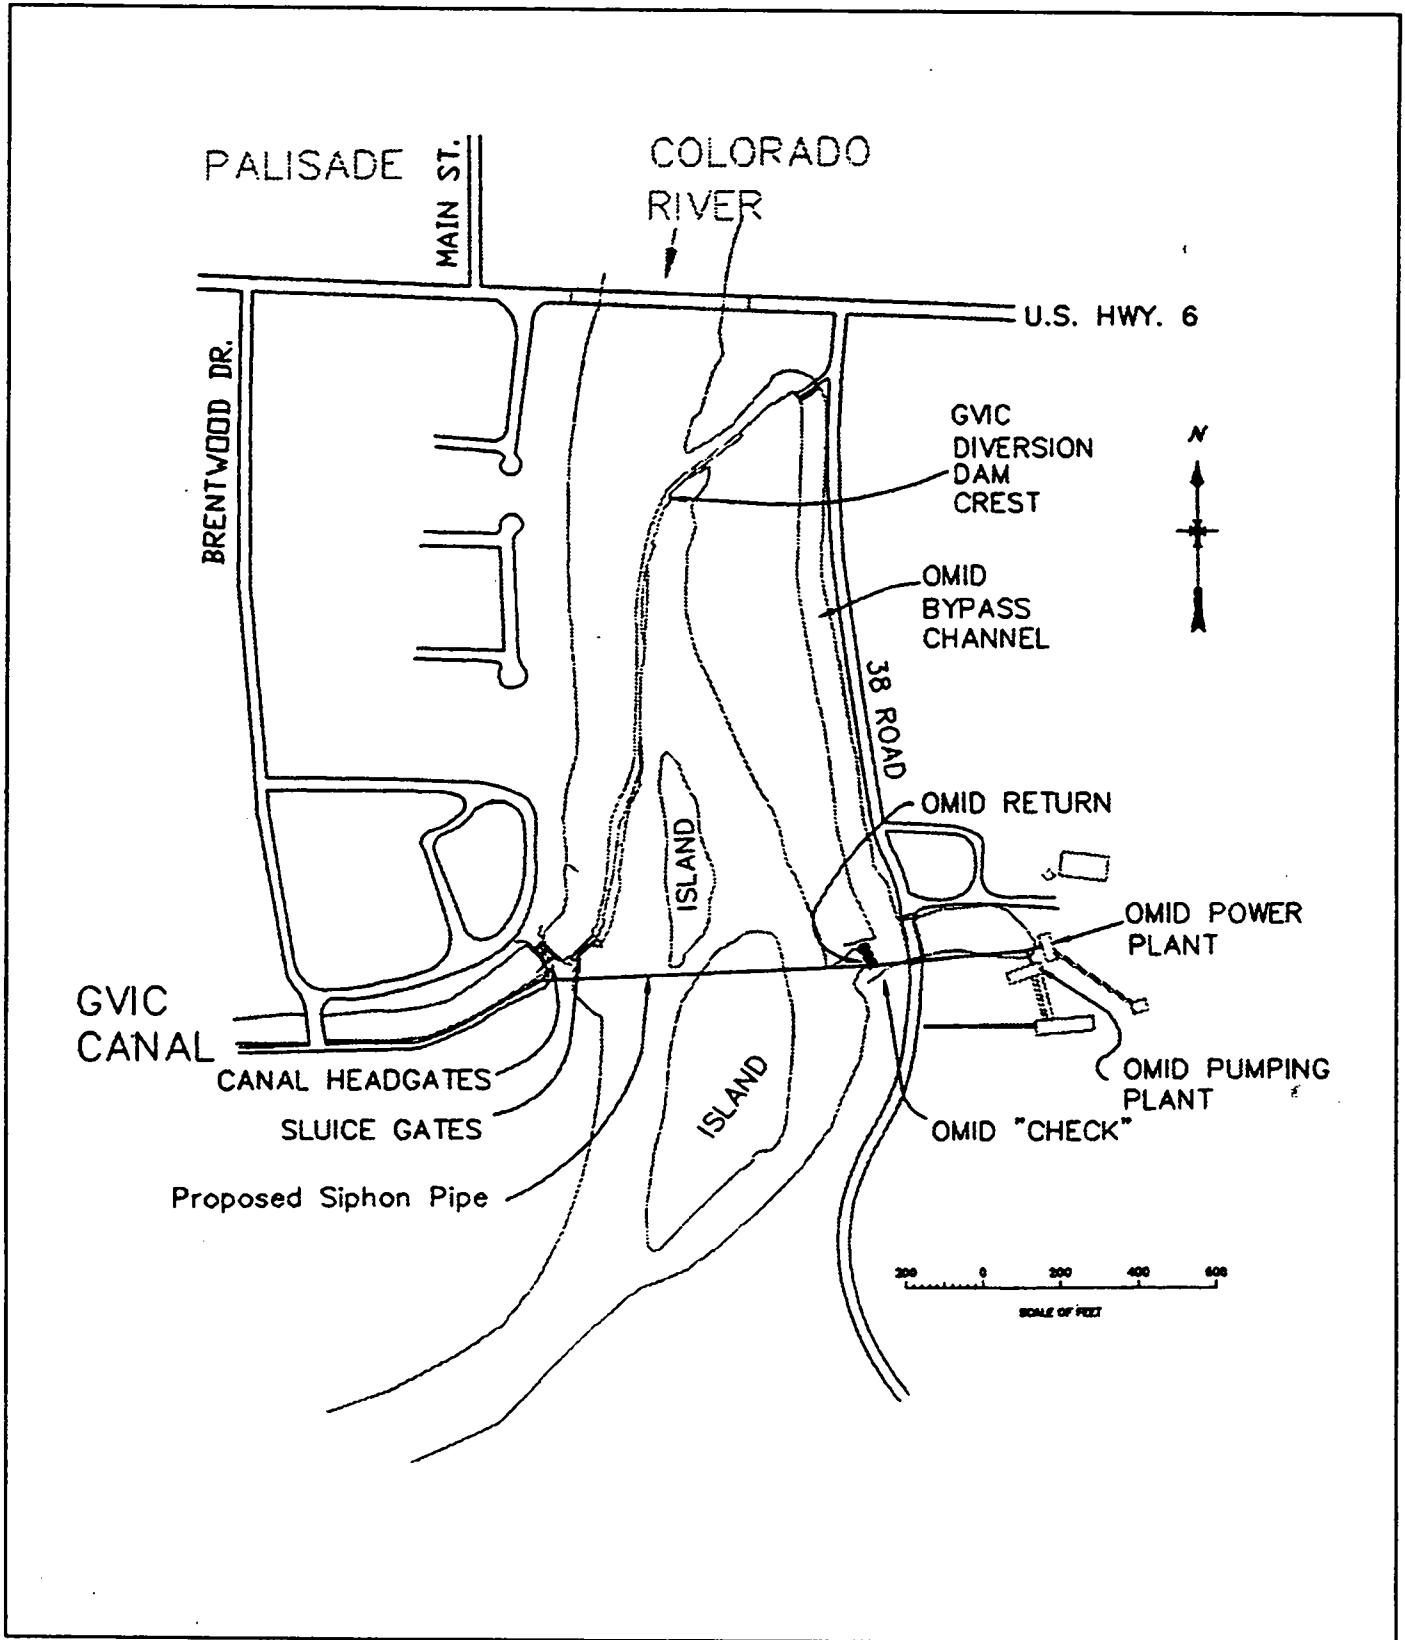 PALISADE
MAIN ST.
COLORADO
RIVER
U.S. HWY. 6
BRENTWOOD DR.
GVIC
DIVERSION
DAM
CREST
N
OMID
BYPASS
CHANNEL
38 ROAD
OMID RETURN
ISLAND
OMID POWER
PLANT
GVIC
CANAL
CANAL HEADGATES
ISLAND
OMID PUMPING
PLANT
SLUICE GATES
OMID "CHECK"
Proposed Siphon Pipe
200 0 200 400 600
SCALE OF FEET